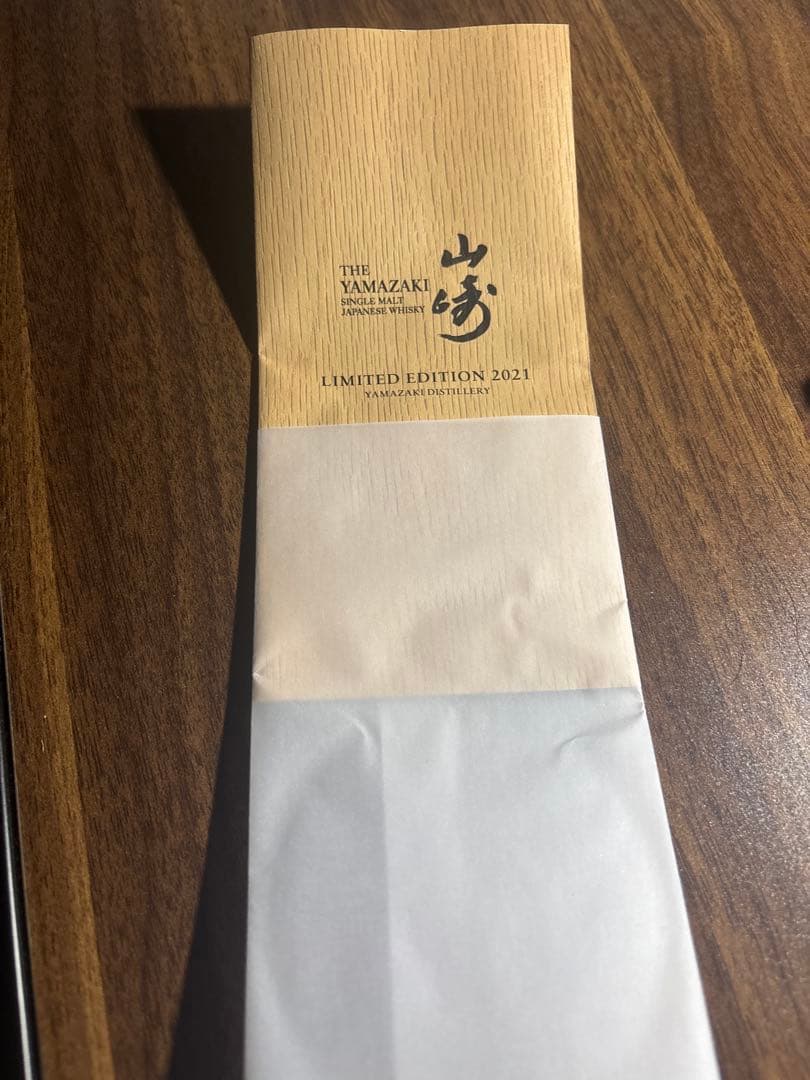 THE
YAMAZAKI
SINGLE MALT
JAPANESE WHISKY
山崎
LIMITED EDITION 2021
YAMAZAKI DISTILLERY